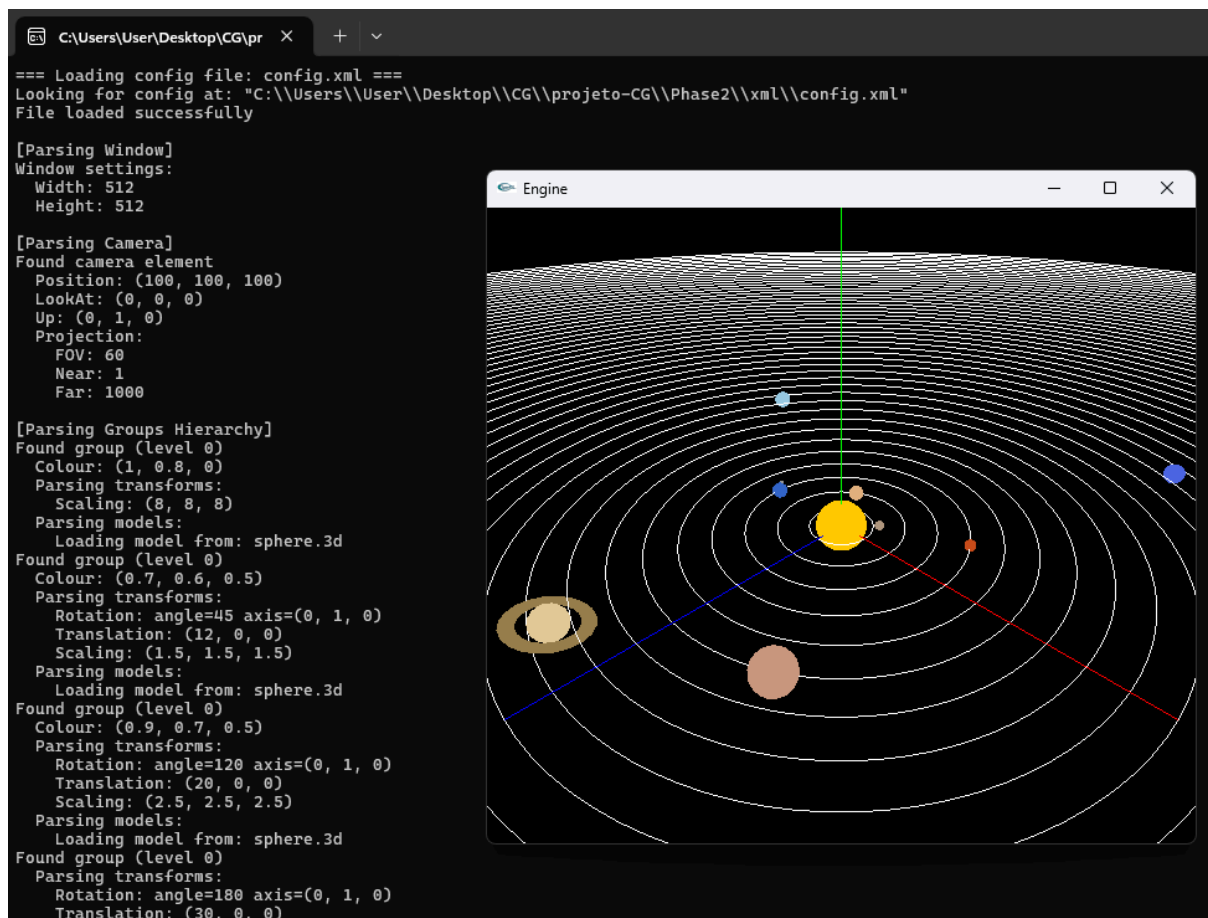 C:\Users\User\Desktop\CG\pr
=== Loading config file: config.xml ===
Looking for config at: "C:\\Users\\User\\Desktop\\CG\\projeto-CG\\Phase2\\xml\\config.xml"
File loaded successfully
[Parsing Window]
Window settings:
Width: 512
Height: 512
[Parsing Camera]
Found camera element
Position: (100, 100, 100)
LookAt: (0, 0, 0)
Up: (0, 1, 0)
Projection:
FOV: 60
Near: 1
Far: 1000
[Parsing Groups Hierarchy]
Found group (level 0)
Colour: (1, 0.8, 0)
Parsing transforms:
Scaling: (8, 8, 8)
Parsing models:
Loading model from: sphere.3d
Found group (level 0)
Colour: (0.7, 0.6, 0.5)
Parsing transforms:
Rotation: angle=45 axis=(0, 1, 0)
Translation: (12, 0, 0)
Scaling: (1.5, 1.5, 1.5)
Parsing models:
Loading model from: sphere.3d
Found group (level 0)
Colour: (0.9, 0.7, 0.5)
Parsing transforms:
Rotation: angle=120 axis=(0, 1, 0)
Translation: (20, 0, 0)
Scaling: (2.5, 2.5, 2.5)
Parsing models:
Loading model from: sphere.3d
Found group (level 0)
Parsing transforms:
Rotation: angle=180 axis=(0, 1, 0)
Translation: (30, 0, 0)
Engine